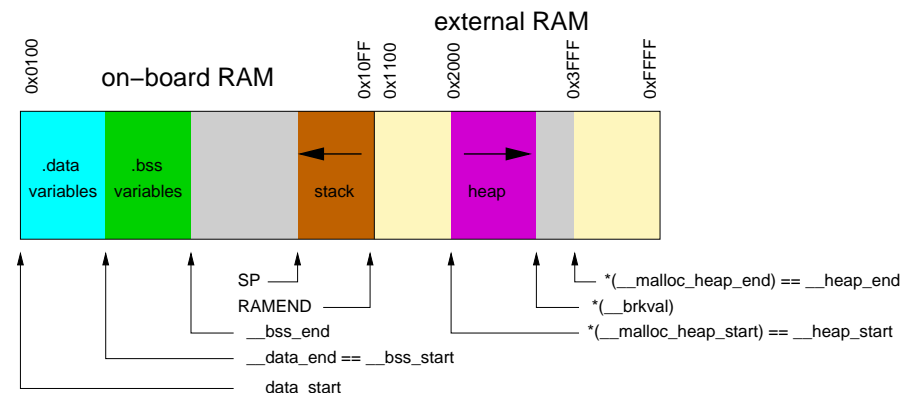 external RAM
on−board RAM
0x0100
0x10FF
0x1100
0x2000
0x3FFF
0xFFFF
.data
variables
.bss
variables
stack
heap
SP
RAMEND
__bss_end
__data_end == __bss_start
__data_start
*(__malloc_heap_end) == __heap_end
*(__brkval)
*(__malloc_heap_start) == __heap_start